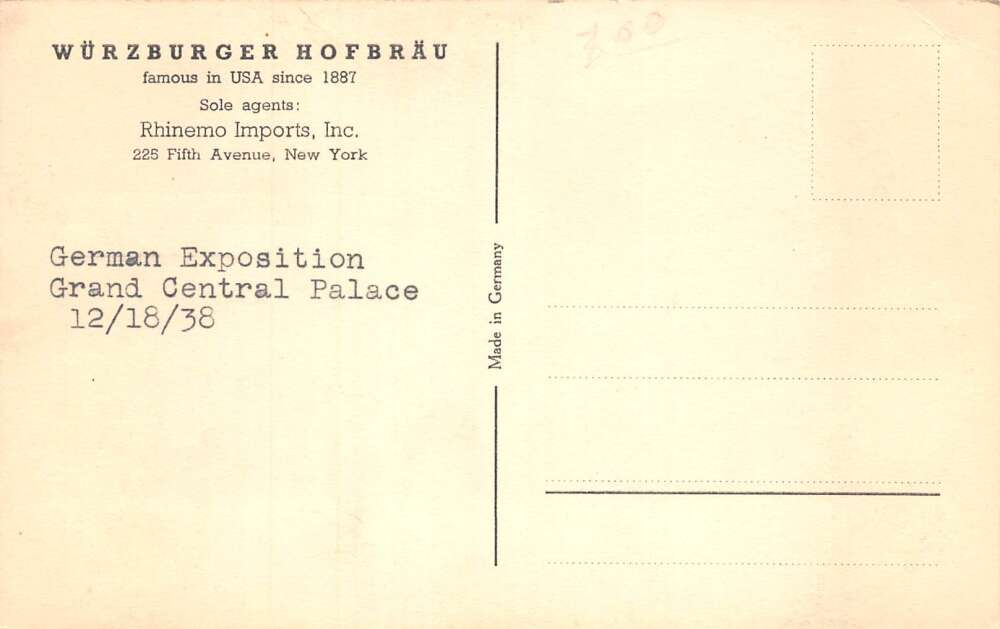 WÜRZBURGER HOFBRÄU
famous in USA since 1887
Sole agents:
Rhinemo Imports, Inc.
225 Fifth Avenue, New York
German Exposition
Grand Central Palace
12/18/38
Made in Germany